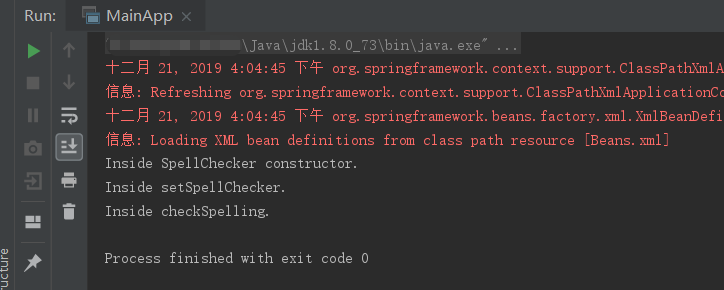 Run: MainApp ×
\Java\jdk1.8.0_73\bin\java.exe" ...
十二月 21, 2019 4:04:45 下午 org.springframework.context.support.ClassPathXmlA
信息: Refreshing org.springframework.context.support.ClassPathXmlApplicationCo
十二月 21, 2019 4:04:45 下午 org.springframework.beans.factory.xml.XmlBeanDefi
信息: Loading XML bean definitions from class path resource [Beans.xml]
Inside SpellChecker constructor.
Inside setSpellChecker.
Inside checkSpelling.
Process finished with exit code 0
ucture